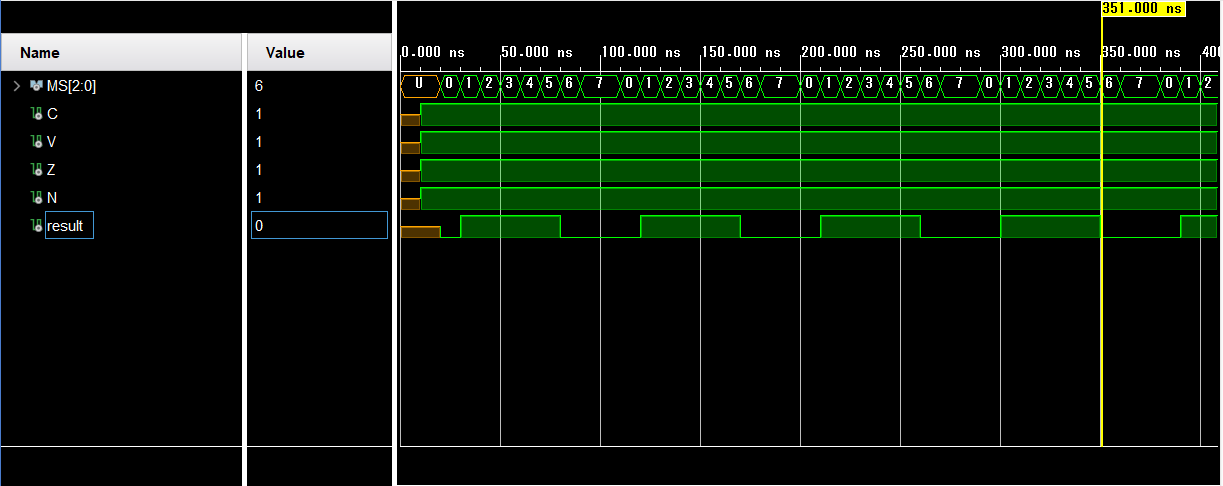 351.000 ns
Name Value
0.000 ns 50.000 ns 100.000 ns 150.000 ns 200.000 ns 250.000 ns 300.000 ns 350.000 ns 400
MS[2:0] 6 0 0 1 2 3 4 5 6 7 0 1 2 3 4 5 6 7 0 1 2 3 4 5 6 7 0 1 2 3 4 5 6 7 0 1 2
C 1
V 1
Z 1
N 1
result 0